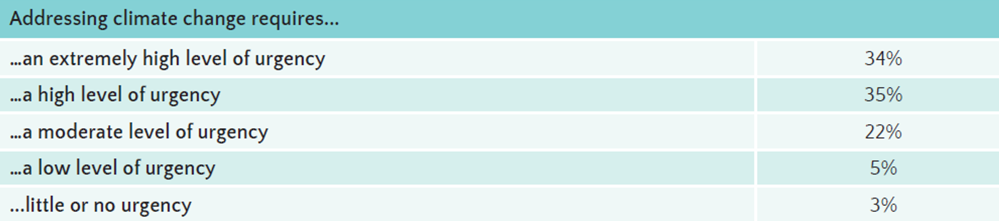 Addressing climate change requires...
...an extremely high level of urgency 34%
...a high level of urgency 35%
...a moderate level of urgency 22%
...a low level of urgency 5%
...little or no urgency 3%